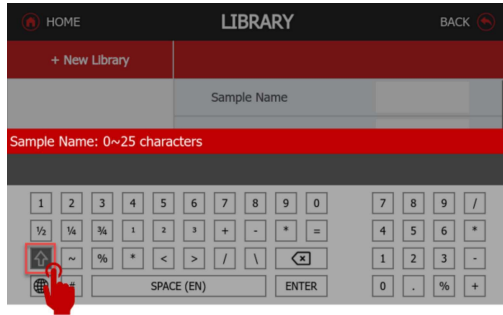 HOME LIBRARY BACK
+ New Library
Sample Name
Sample Name: 0~25 characters
1 2 3 4 5 6 7 8 9 0 7 8 9 /
½ ¼ ¾ ¹ ² ³ + - * = 4 5 6 *
~ % * < > / \ 1 2 3 -
# SPACE (EN) ENTER 0 . % +